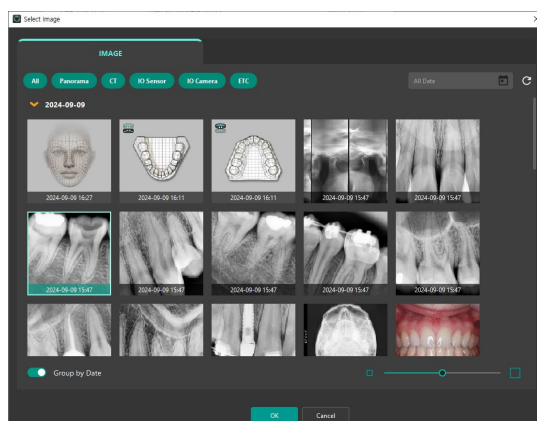 Select Image
IMAGE
All Panorama CT IO Sensor IO Camera ETC All Date
2024-09-09
2024-09-09 16:27 2024-09-09 16:11 2024-09-09 16:11 2024-09-09 15:47 2024-09-09 15:47
2024-09-09 15:47 2024-09-09 15:47 2024-09-09 15:47 2024-09-09 15:47 2024-09-09 15:47
Group by Date
OK Cancel